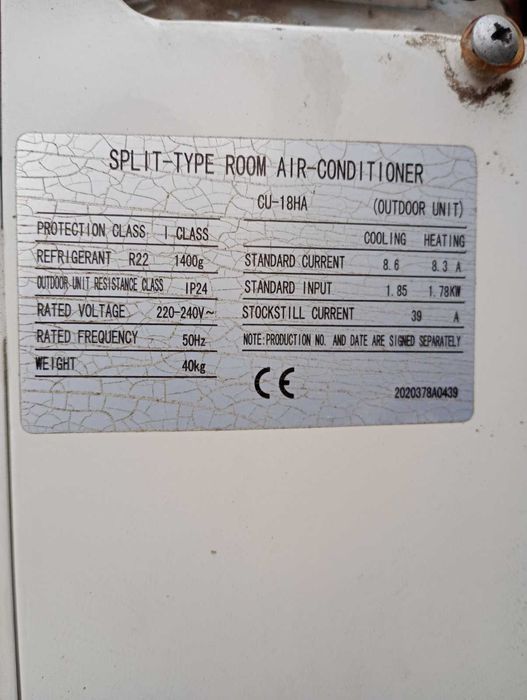 SPLIT-TYPE ROOM AIR-CONDITIONER
CU-18HA (OUTDOOR UNIT)
PROTECTION CLASS I CLASS
REFRIGERANT R22 1400g
OUTDOOR UNIT RESISTANCE CLASS IP24
RATED VOLTAGE 220-240V~
RATED FREQUENCY 50Hz
WEIGHT 40kg
COOLING HEATING
STANDARD CURRENT 8.6 8.3 A
STANDARD INPUT 1.85 1.78KW
STOCKSTILL CURRENT 39 A
NOTE:PRODUCTION NO. AND DATE ARE SIGNED SEPARATELY
CE
2020378A0439